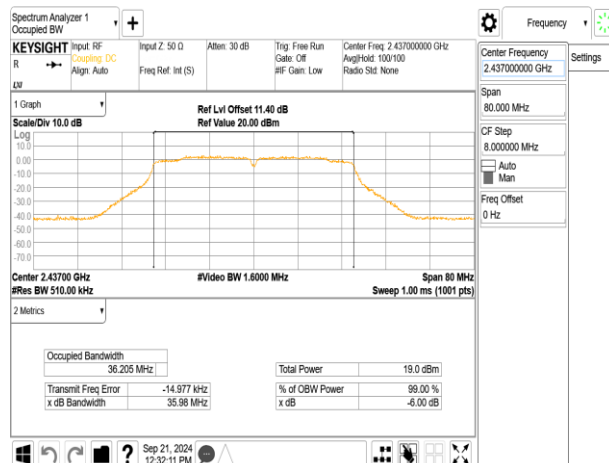 Spectrum Analyzer 1
Occupied BW
Frequency
KEYSIGHT Input: RF Input Z: 50 Ω Atten: 30 dB Trig: Free Run Center Freq: 2.437000000 GHz
R Coupling: DC Gate: Off Avg|Hold: 100/100
Align: Auto Freq Ref: Int (S) #IF Gain: Low Radio Std: None
LXI
Center Frequency
2.437000000 GHz
Settings
Span
80.000 MHz
CF Step
8.000000 MHz
Auto
Man
Freq Offset
0 Hz
1 Graph Ref Lvl Offset 11.40 dB
Scale/Div 10.0 dB Ref Value 20.00 dBm
Log
10.0
0.00
-10.0
-20.0
-30.0
-40.0
-50.0
-60.0
-70.0
Center 2.43700 GHz #Video BW 1.6000 MHz Span 80 MHz
#Res BW 510.00 kHz Sweep 1.00 ms (1001 pts)
2 Metrics
Occupied Bandwidth
36.205 MHz Total Power 19.0 dBm
Transmit Freq Error -14.977 kHz % of OBW Power 99.00 %
x dB Bandwidth 35.98 MHz x dB -6.00 dB
Sep 21, 2024
12:32:11 PM